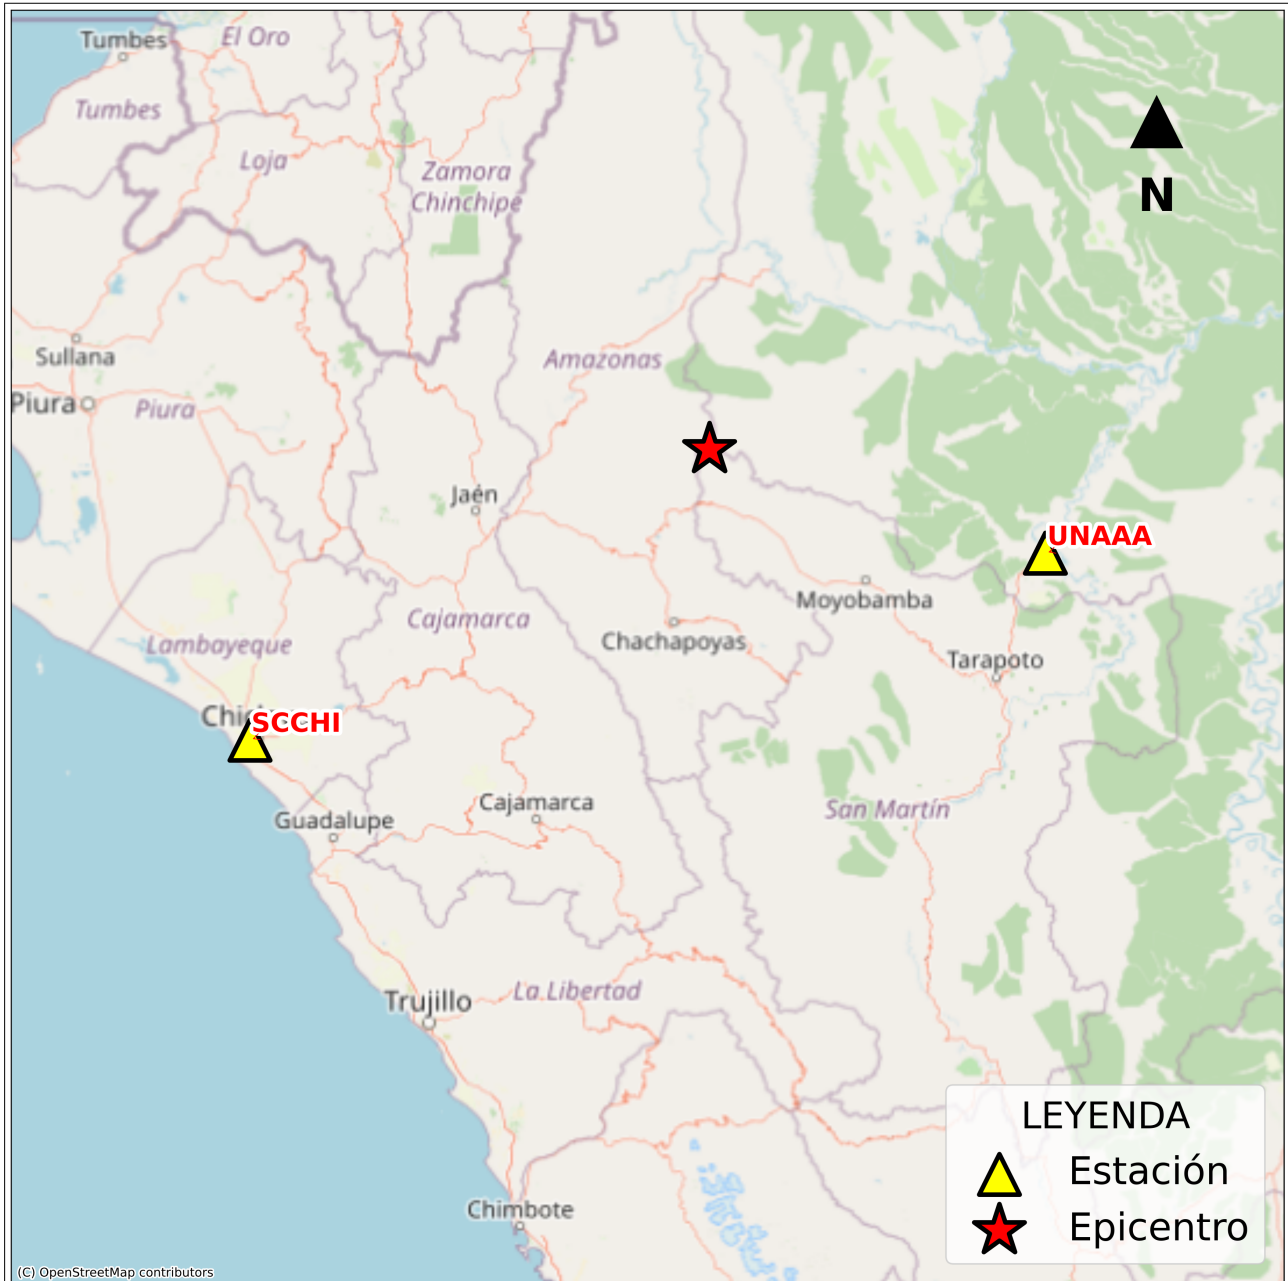 Tumbes
El Oro
Tumbes
Loja
Zamora
Chinchipe
N
Sullana
Amazonas
Piura
Piura
Jaén
UNAAA
Moyobamba
Cajamarca
Chachapoyas
Lambayeque
Tarapoto
SCCHI
Cajamarca
San Martín
Guadalupe
La Libertad
Trujillo
LEYENDA
Estación
Epicentro
Chimbote
(C) OpenStreetMap contributors